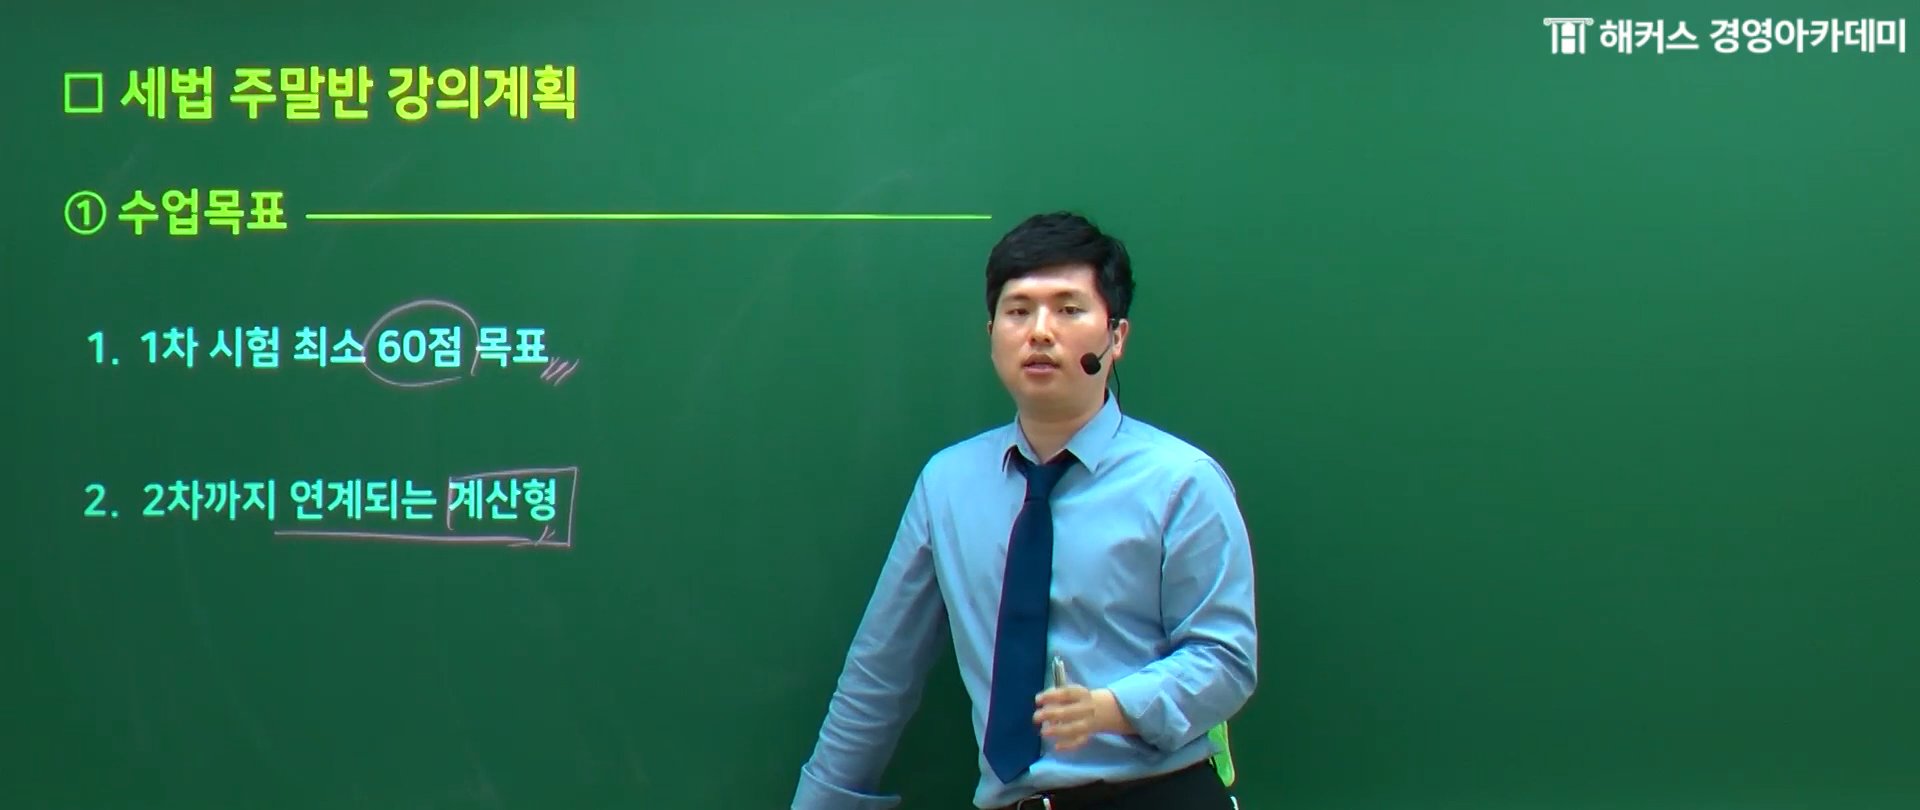 해커스 경영아카데미
□ 세법 주말반 강의계획
① 수업목표
1. 1차 시험 최소 60점 목표
2. 2차까지 연계되는 계산형